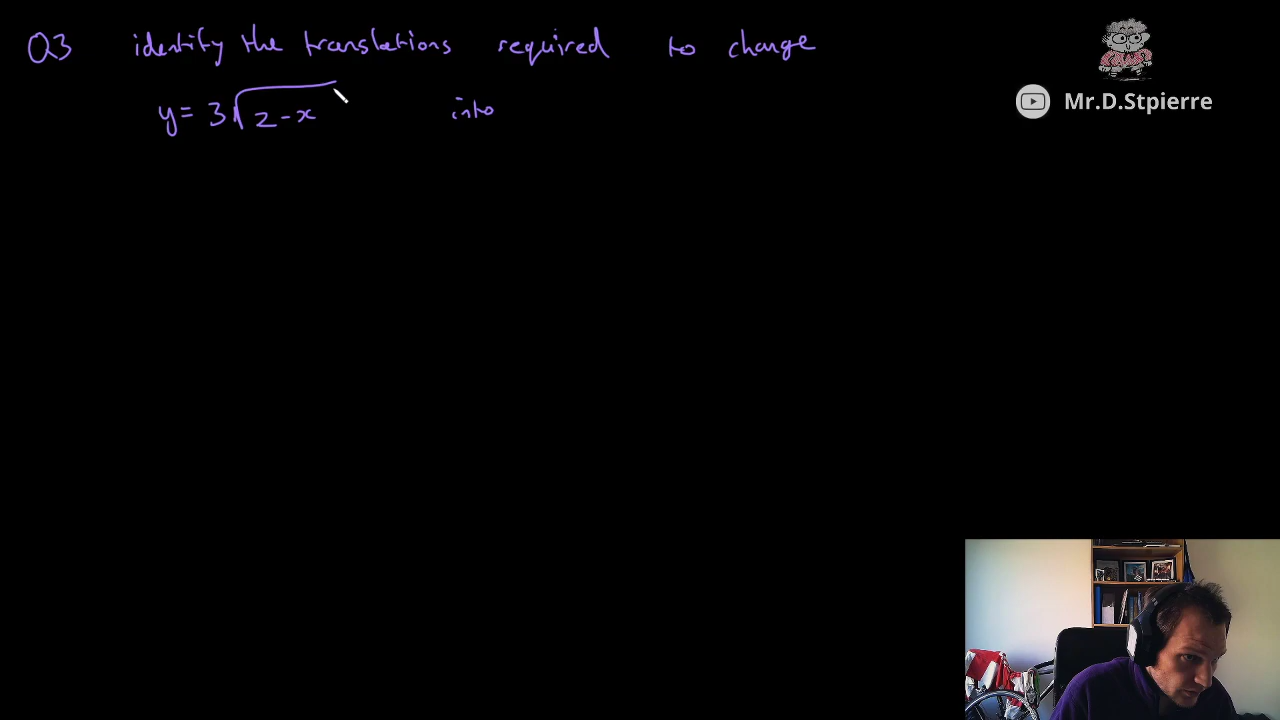 Q3 identify the translations required to change
y = 3√(2-x) into
Mr.D.Stpierre